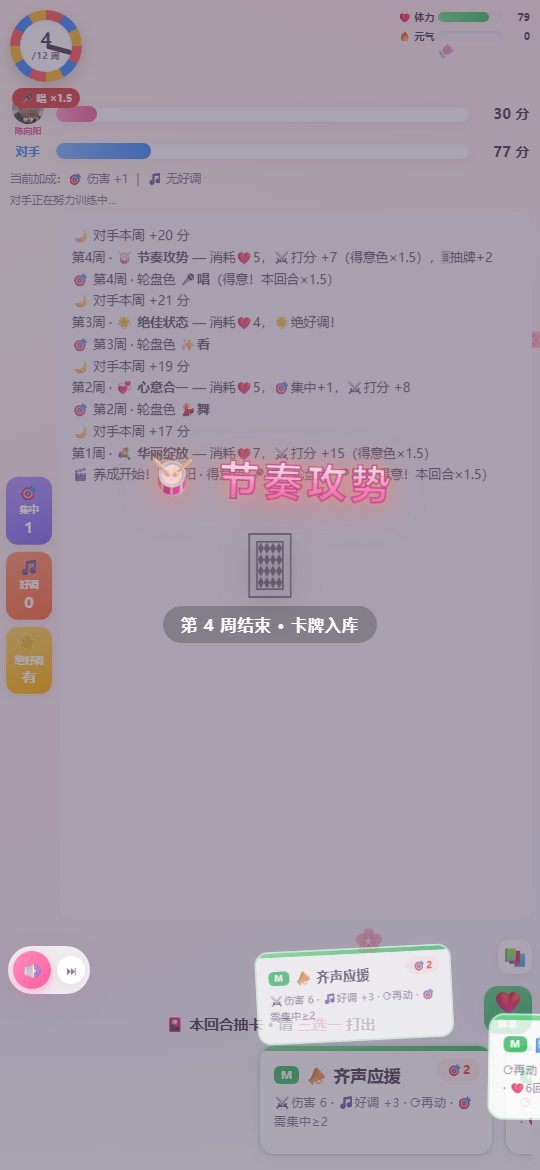 4
/12 周
体力 79
元气 0
唱 ×1.5
陈向阳
30 分
对手
77 分
当前加成： 伤害 +1 | 无好调
对手正在努力训练中...
对手本周 +20 分
第4周 · 节奏攻势 — 消耗 5, 打分 +7（得意色×1.5）, 抽牌+2
第4周 · 轮盘色 唱（得意！本回合×1.5）
对手本周 +21 分
第3周 · 绝佳状态 — 消耗 4, 绝好调！
第3周 · 轮盘色 香
对手本周 +19 分
第2周 · 心意合一 — 消耗 5, 集中+1, 打分 +8
第2周 · 轮盘色 舞
对手本周 +17 分
第1周 · 华丽绽放 — 消耗 7, 打分 +15（得意色×1.5）
养成开始！ 阳 · 得意！本回合×1.5）
节奏攻势
集中
1
好调
0
绝好调
有
第 4 周结束 · 卡牌入库
M 齐声应援 2
伤害 6 · 好调 +3 · 再动 ·
需集中≥2
本回合抽卡 · 请 三选一 打出
休息
M
再动
· 6回
M 齐声应援 2
伤害 6 · 好调 +3 · 再动 ·
需集中≥2